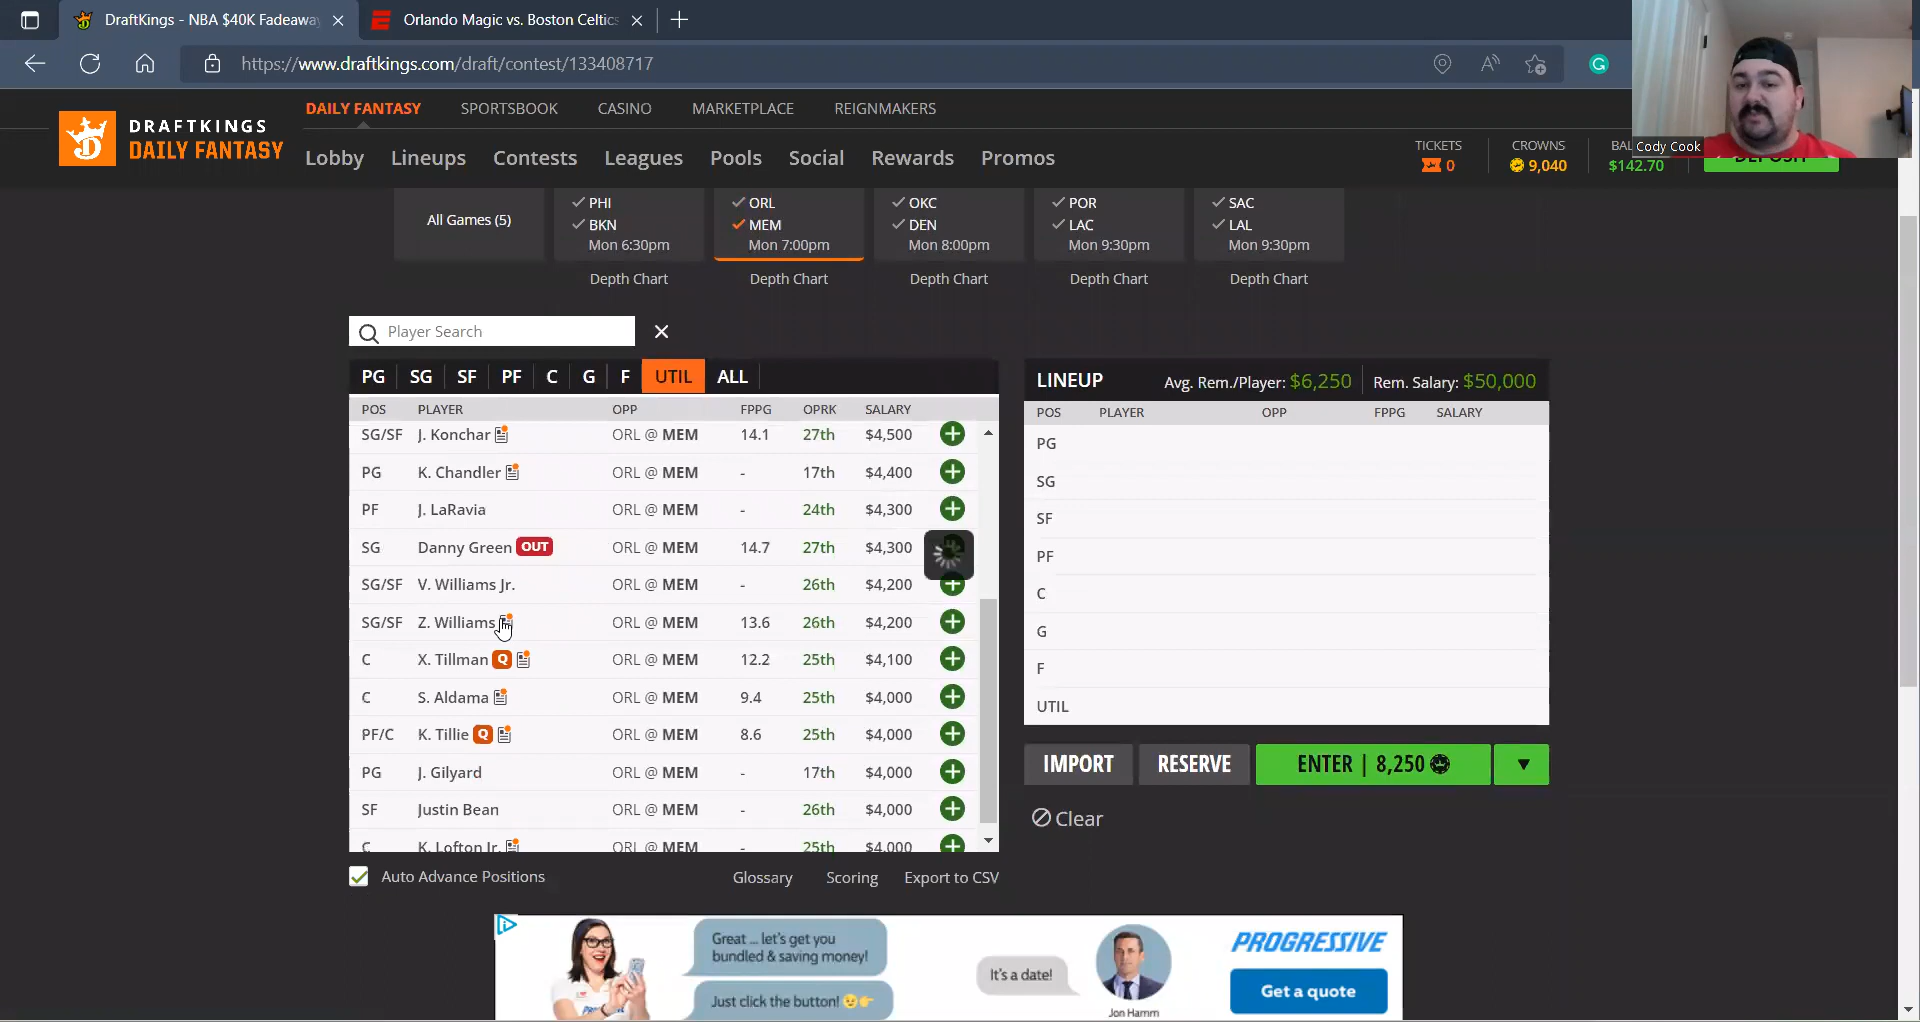 DraftKings - NBA $40K Fadeaway
Orlando Magic vs. Boston Celtics
https://www.draftkings.com/draft/contest/133408717
Cody Cook
DAILY FANTASY
SPORTSBOOK
CASINO
MARKETPLACE
REIGNMAKERS
DRAFTKINGS
DAILY FANTASY
Lobby
Lineups
Contests
Leagues
Pools
Social
Rewards
Promos
TICKETS
0
CROWNS
9,040
BAL
$142.70
DEPOSIT
All Games (5)
PHI
BKN
Mon 6:30pm
Depth Chart
ORL
MEM
Mon 7:00pm
Depth Chart
OKC
DEN
Mon 8:00pm
Depth Chart
POR
LAC
Mon 9:30pm
Depth Chart
SAC
LAL
Mon 9:30pm
Depth Chart
Player Search
PG SG SF PF C G F UTIL ALL
POS PLAYER OPP FPPG OPRK SALARY
SG/SF J. Konchar ORL @ MEM 14.1 27th $4,500
PG K. Chandler ORL @ MEM - 17th $4,400
PF J. LaRavia ORL @ MEM - 24th $4,300
SG Danny Green OUT ORL @ MEM 14.7 27th $4,300
SG/SF V. Williams Jr. ORL @ MEM - 26th $4,200
SG/SF Z. Williams ORL @ MEM 13.6 26th $4,200
C X. Tillman Q ORL @ MEM 12.2 25th $4,100
C S. Aldama ORL @ MEM 9.4 25th $4,000
PF/C K. Tillie Q ORL @ MEM 8.6 25th $4,000
PG J. Gilyard ORL @ MEM - 17th $4,000
SF Justin Bean ORL @ MEM - 26th $4,000
C K. Lofton Jr. ORL @ MEM - 25th $4,000
Auto Advance Positions
Glossary
Scoring
Export to CSV
LINEUP Avg. Rem./Player: $6,250 Rem. Salary: $50,000
POS PLAYER OPP FPPG SALARY
PG
SG
SF
PF
C
G
F
UTIL
IMPORT
RESERVE
ENTER | 8,250
Clear
Great ... let's get you
bundled & saving money!
Just click the button!
It's a date!
Jon Hamm
PROGRESSIVE
Get a quote